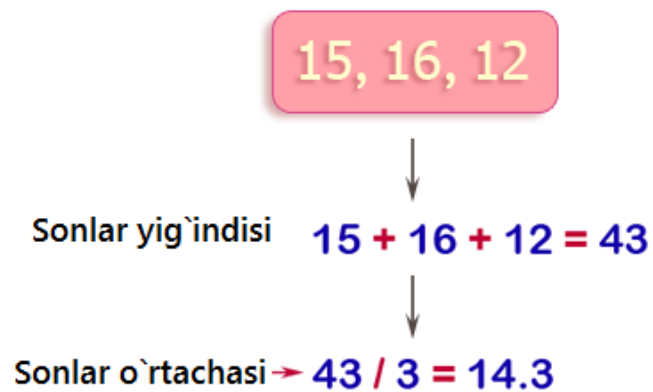 15, 16, 12
Sonlar yig`indisi 15 + 16 + 12 = 43
Sonlar o`rtachasi 43 / 3 = 14.3